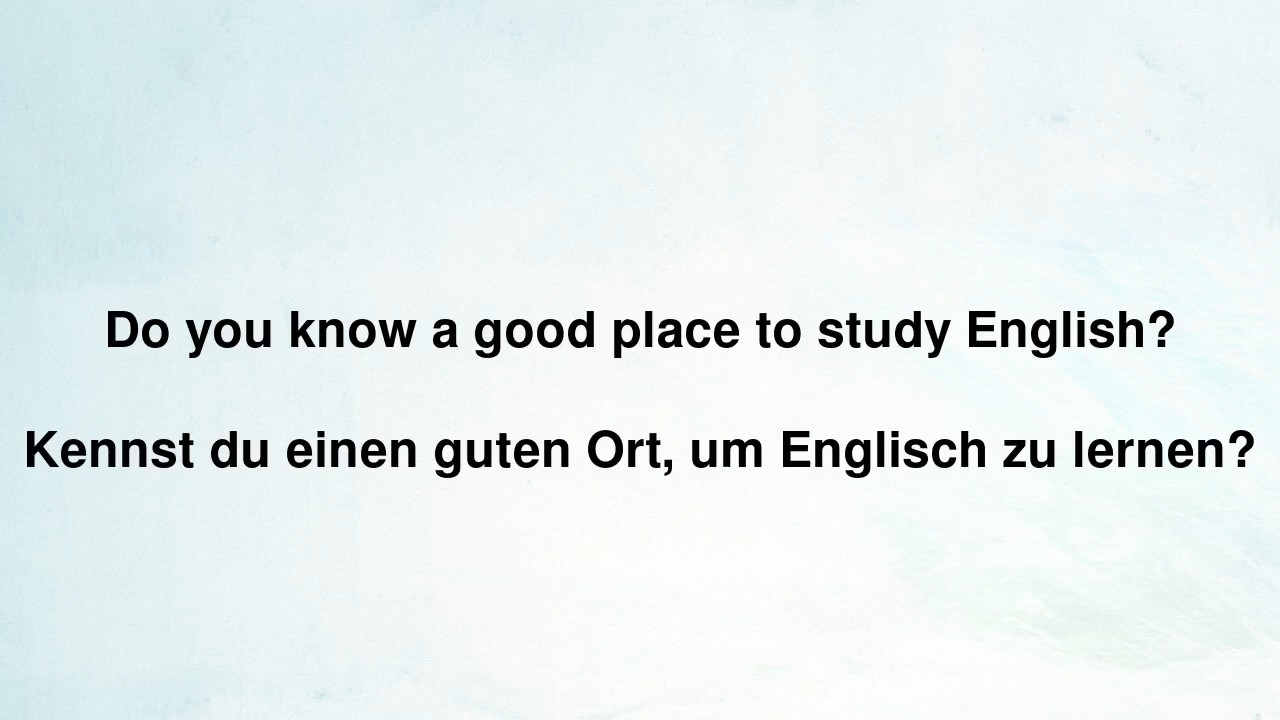 Do you know a good place to study English?
Kennst du einen guten Ort, um Englisch zu lernen?